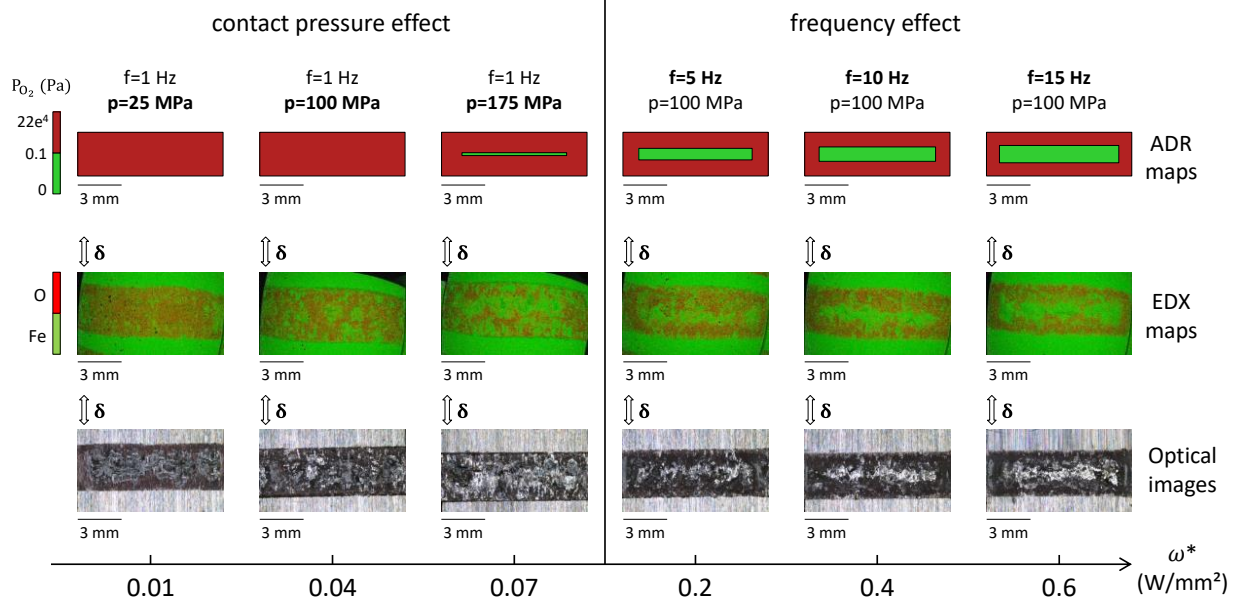 contact pressure effect
frequency effect
P_O₂ (Pa)
22e⁴
0.1
0
f=1 Hz
p=25 MPa
f=1 Hz
p=100 MPa
f=1 Hz
p=175 MPa
f=5 Hz
p=100 MPa
f=10 Hz
p=100 MPa
f=15 Hz
p=100 MPa
ADR
maps
3 mm
3 mm
3 mm
3 mm
3 mm
3 mm
δ
δ
δ
δ
δ
δ
O
Fe
EDX
maps
3 mm
3 mm
3 mm
3 mm
3 mm
3 mm
δ
δ
δ
δ
δ
δ
Optical
images
3 mm
3 mm
3 mm
3 mm
3 mm
3 mm
0.01
0.04
0.07
0.2
0.4
0.6
ω*
(W/mm²)